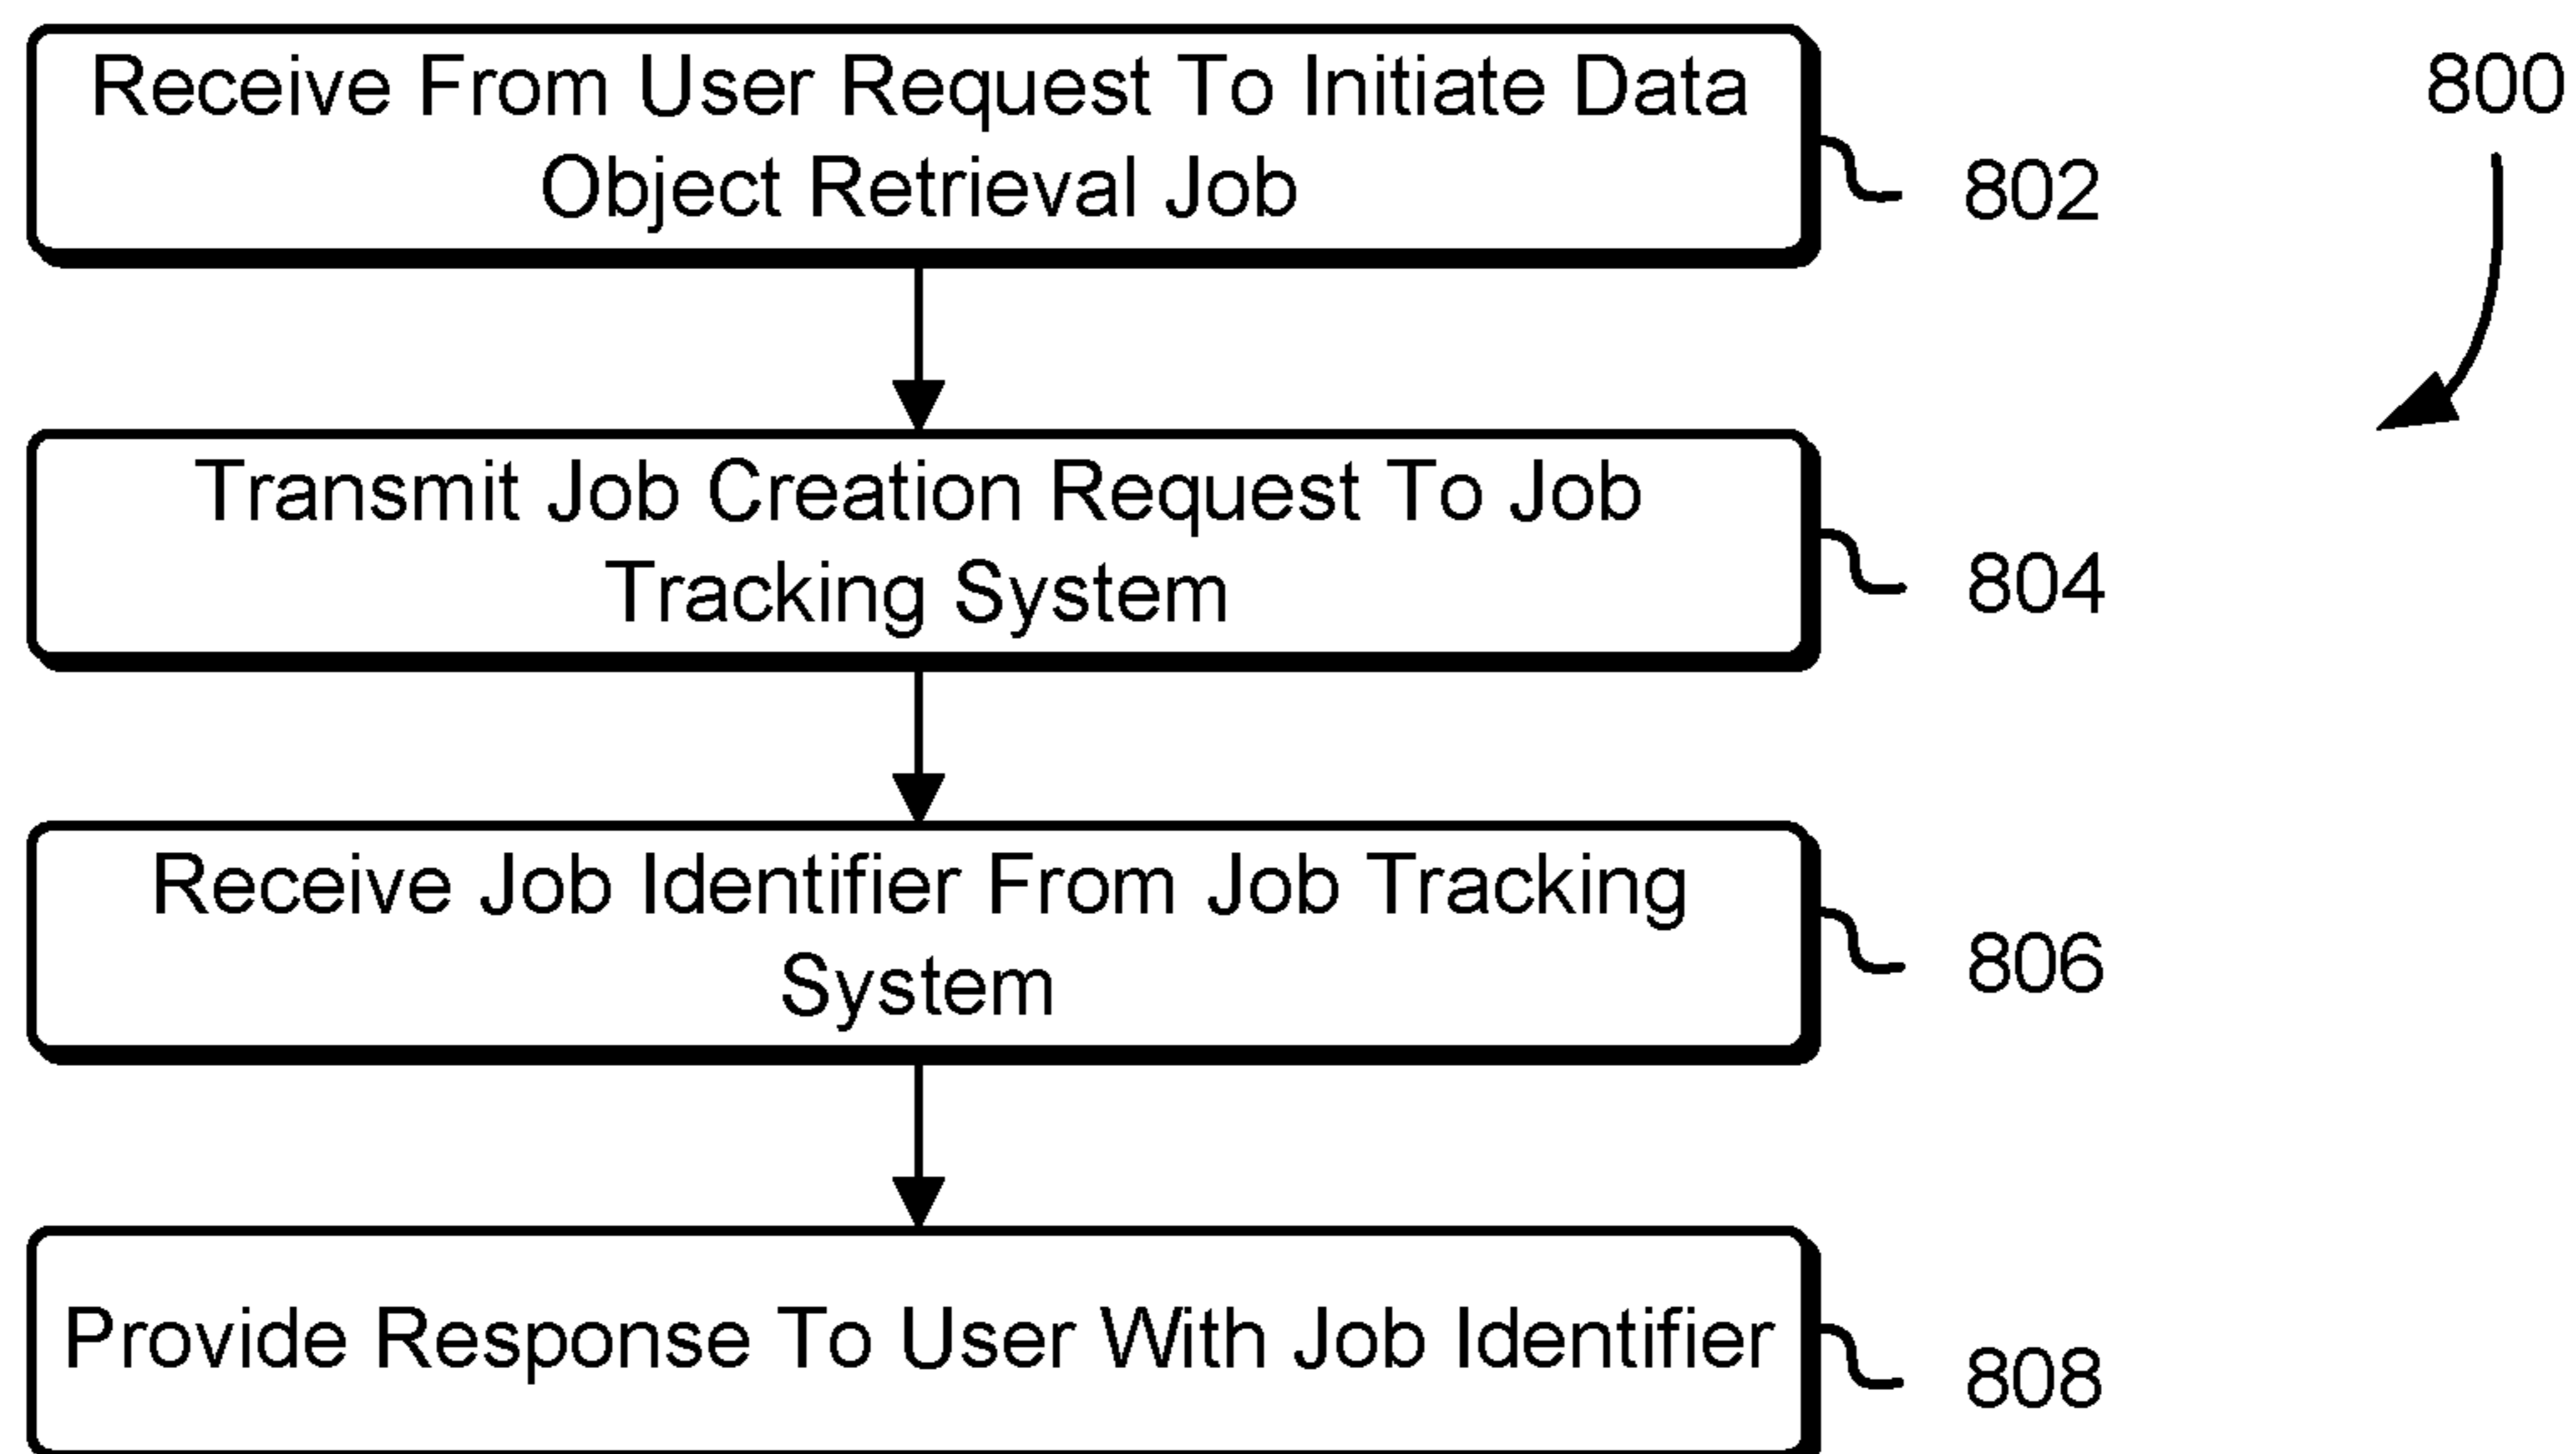 Receive From User Request To Initiate Data
Object Retrieval Job
800
802
Transmit Job Creation Request To Job
Tracking System
804
Receive Job Identifier From Job Tracking
System
806
Provide Response To User With Job Identifier
808